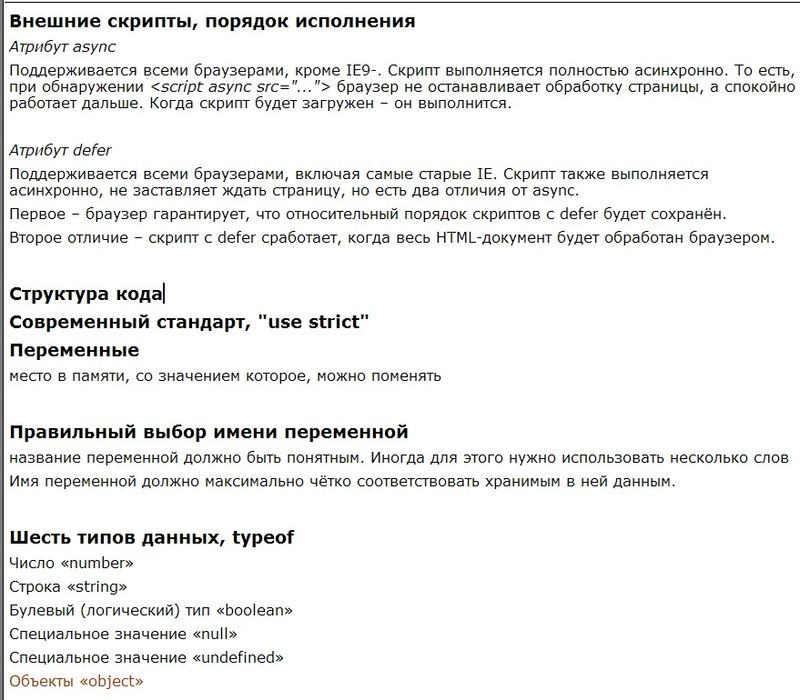 Внешние скрипты, порядок исполнения
Атрибут async
Поддерживается всеми браузерами, кроме IE9-. Скрипт выполняется полностью асинхронно. То есть,
при обнаружении <script async src="..."> браузер не останавливает обработку страницы, а спокойно
работает дальше. Когда скрипт будет загружен – он выполнится.
Атрибут defer
Поддерживается всеми браузерами, включая самые старые IE. Скрипт также выполняется
асинхронно, не заставляет ждать страницу, но есть два отличия от async.
Первое – браузер гарантирует, что относительный порядок скриптов с defer будет сохранён.
Второе отличие – скрипт с defer сработает, когда весь HTML-документ будет обработан браузером.
Структура кода
Современный стандарт, "use strict"
Переменные
место в памяти, со значением которое, можно поменять
Правильный выбор имени переменной
название переменной должно быть понятным. Иногда для этого нужно использовать несколько слов
Имя переменной должно максимально чётко соответствовать хранимым в ней данным.
Шесть типов данных, typeof
Число «number»
Строка «string»
Булевый (логический) тип «boolean»
Специальное значение «null»
Специальное значение «undefined»
Объекты «object»